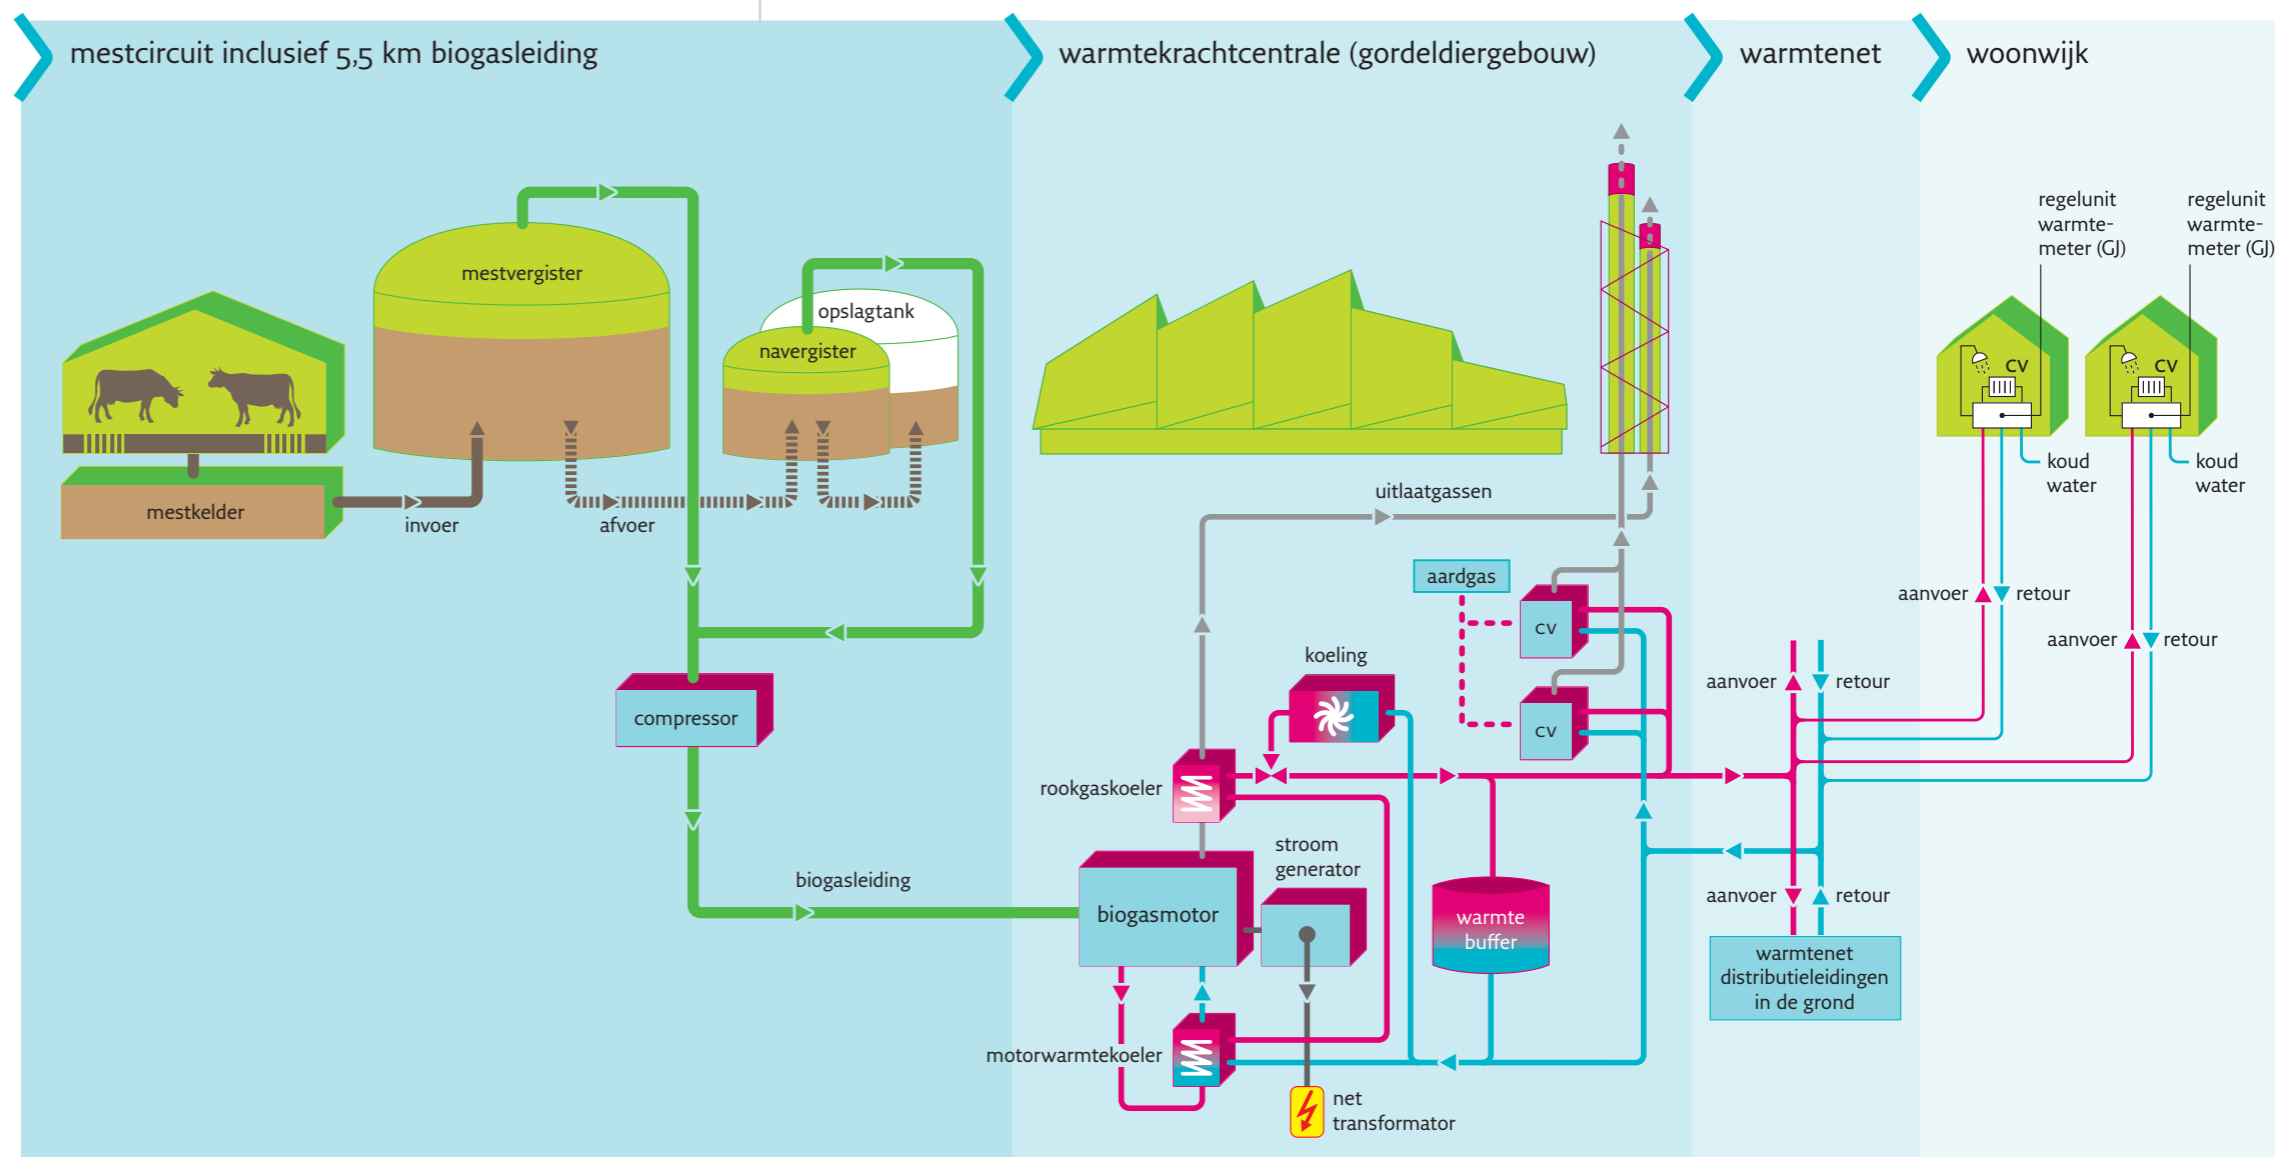 mestcircuit inclusief 5,5 km biogasleiding
warmtekrachtcentrale (gordeldiergebouw)
warmtenet
woonwijk
mestvergister
opslagtank
navergister
mestkelder
invoer
afvoer
compressor
biogasleiding
uitlaatgassen
aardgas
cv
cv
koeling
rookgaskoeler
stroom
generator
biogasmotor
warmte
buffer
motorwarmtekoeler
net
transformator
aanvoer
retour
aanvoer
retour
warmtenet
distributieleidingen
in de grond
regelunit
warmte-
meter (GJ)
regelunit
warmte-
meter (GJ)
CV
CV
koud
water
koud
water
aanvoer
retour
aanvoer
retour